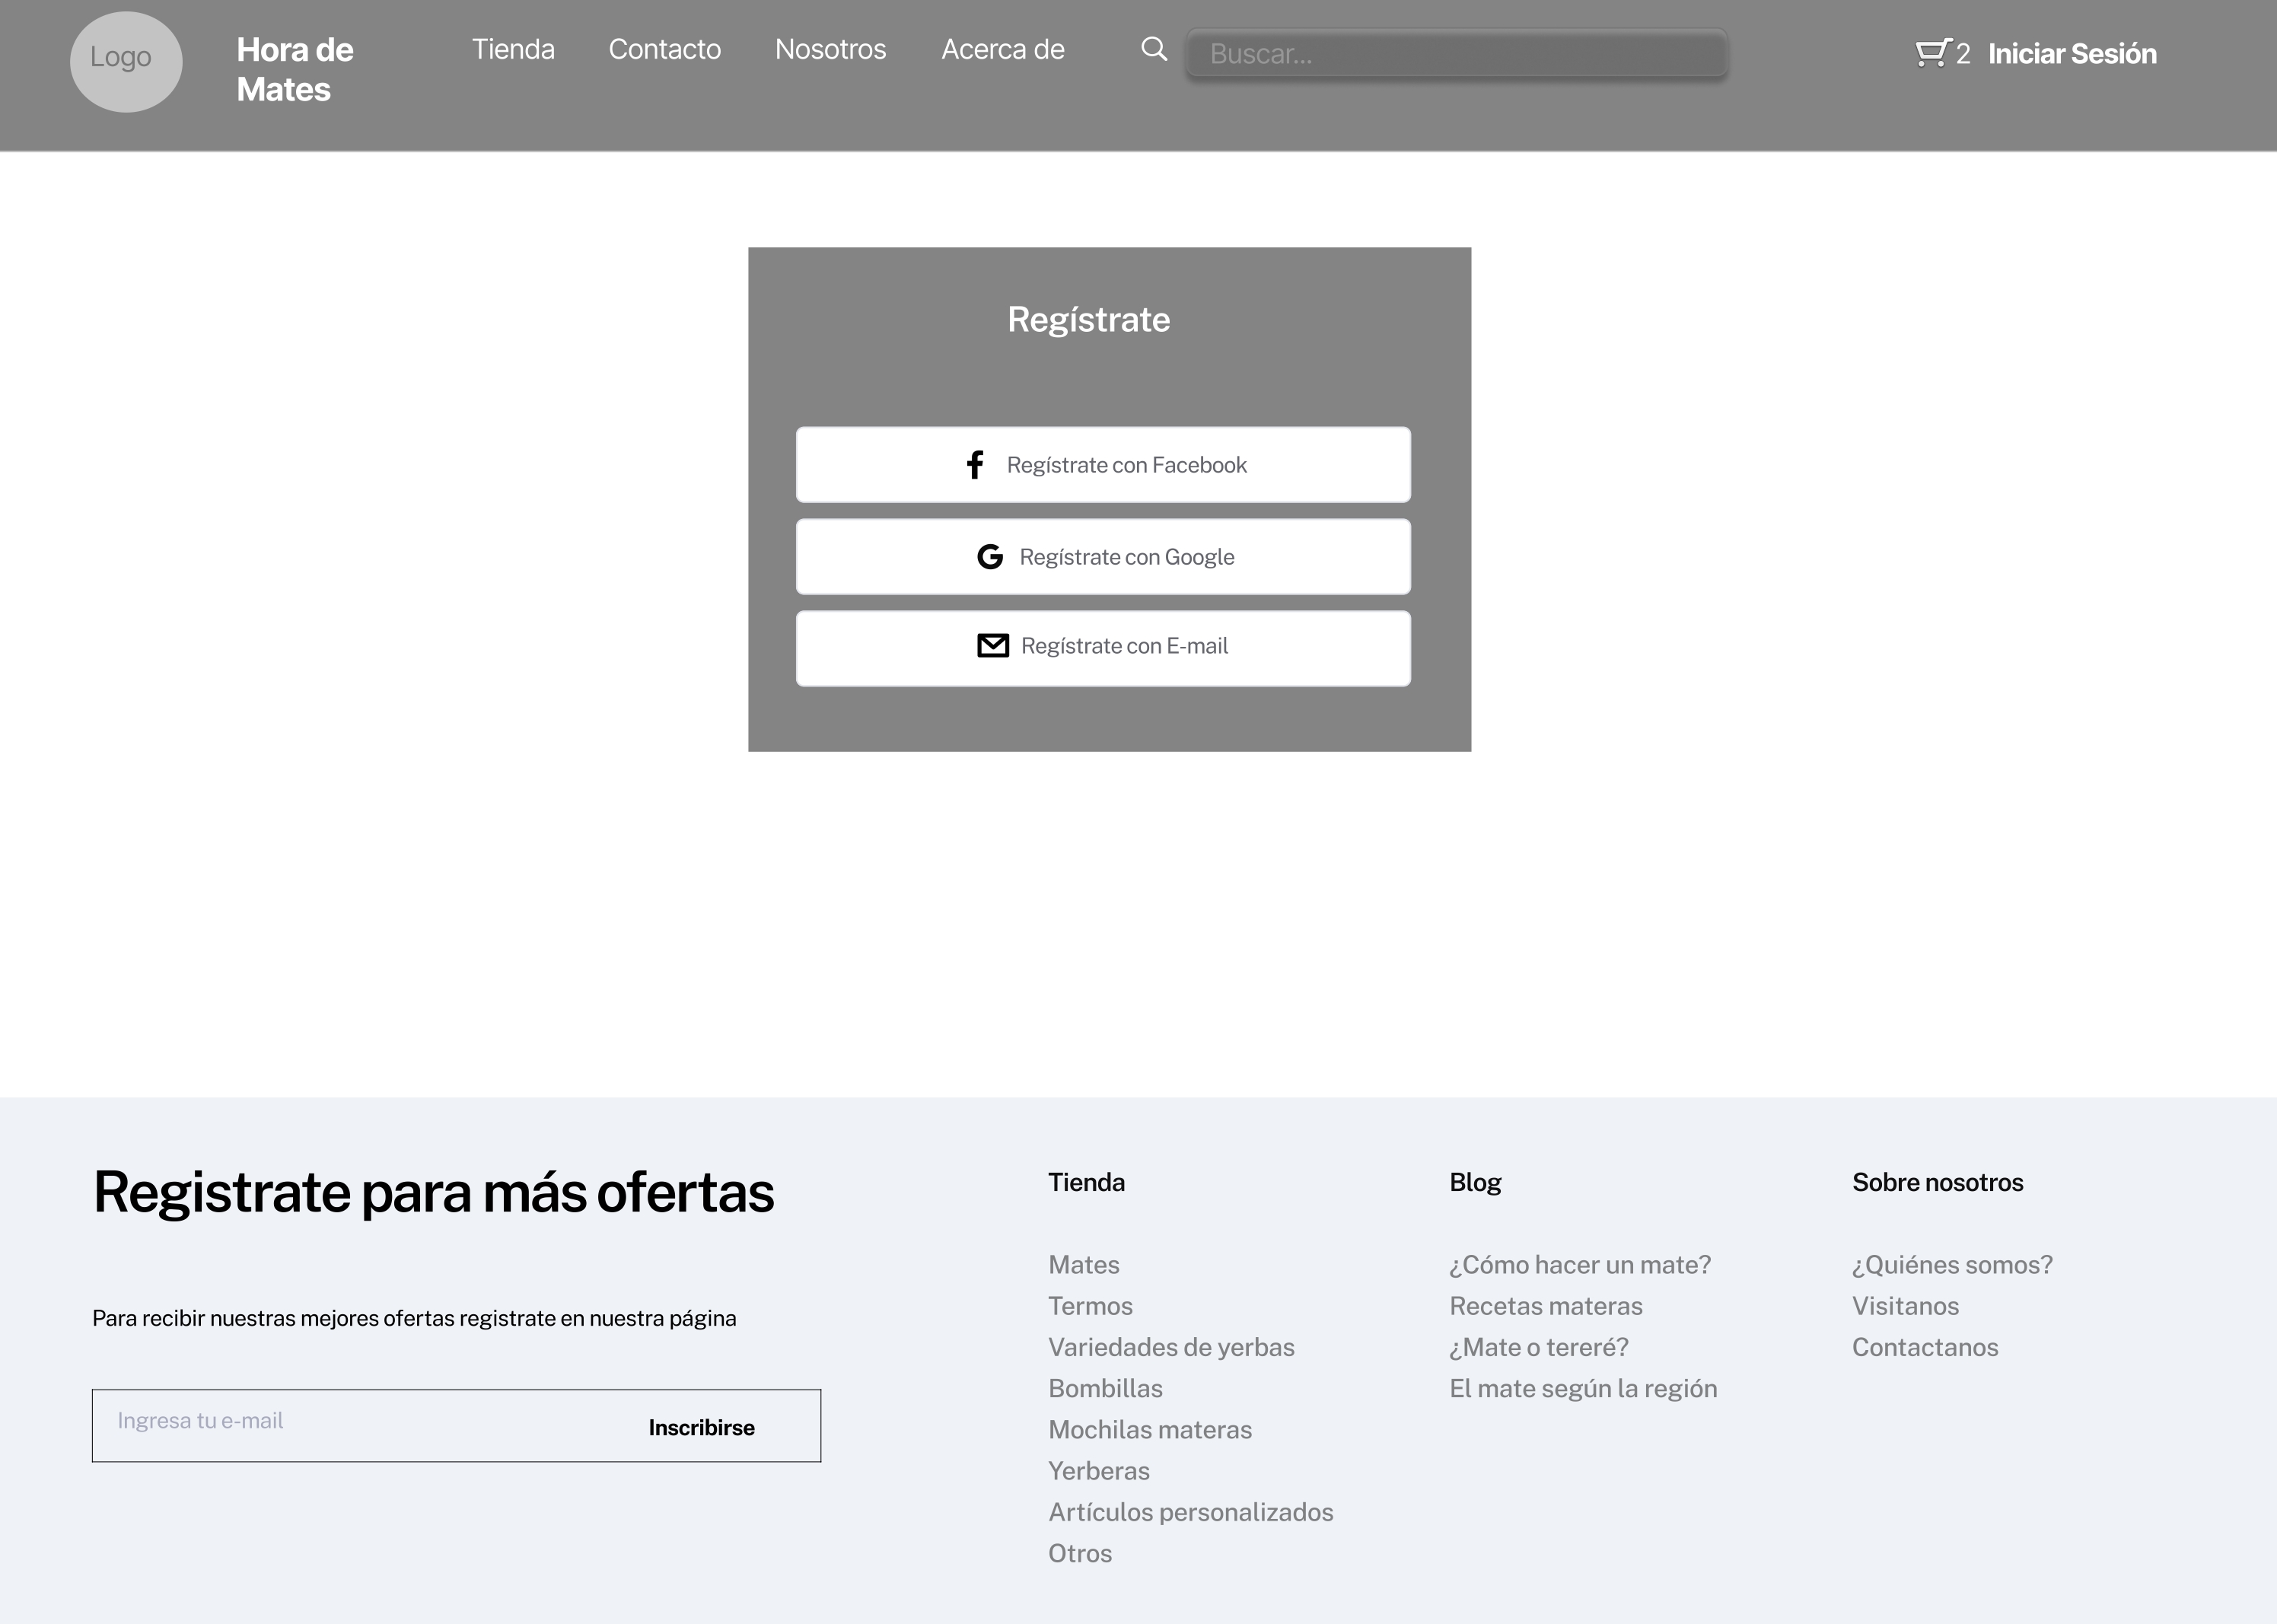 Logo
Hora de
Mates
Tienda
Contacto
Nosotros
Acerca de
Buscar...
2
Iniciar Sesión
Regístrate
Regístrate con Facebook
Regístrate con Google
Regístrate con E-mail
Registrate para más ofertas
Para recibir nuestras mejores ofertas registrate en nuestra página
Ingresa tu e-mail
Inscribirse
Tienda
Mates
Termos
Variedades de yerbas
Bombillas
Mochilas materas
Yerberas
Artículos personalizados
Otros
Blog
¿Cómo hacer un mate?
Recetas materas
¿Mate o tereré?
El mate según la región
Sobre nosotros
¿Quiénes somos?
Visitanos
Contactanos